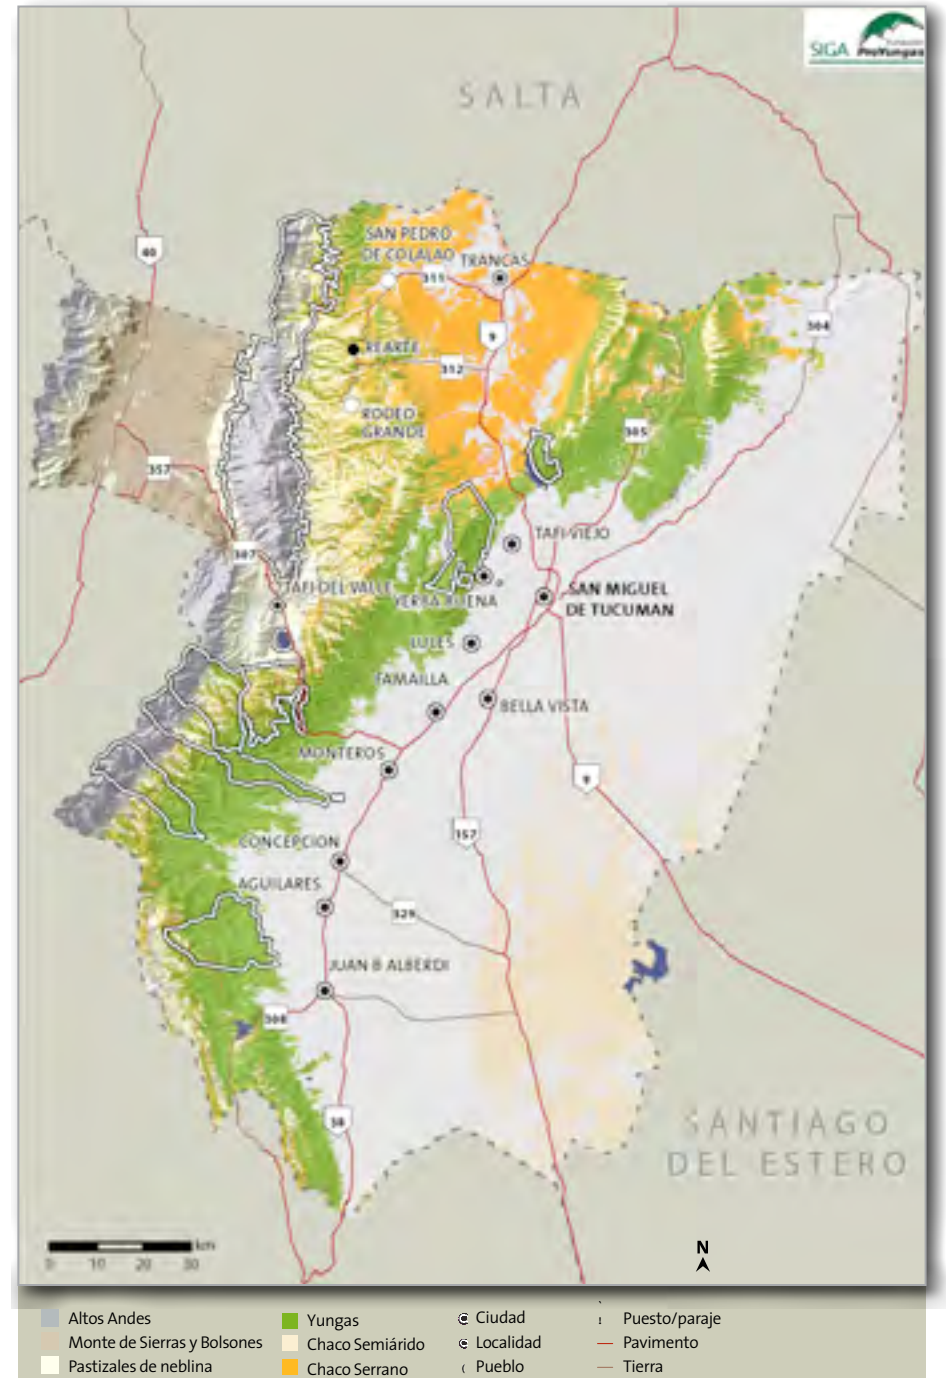 SIGA
ProYungas
SALTA
40
SAN PEDRO
DE COLALAO
TRANCAS
311
9
304
REARTE
312
RODEO
GRANDE
305
357
307
TAFI VIEJO
TAFI DEL VALLE
YERBA BUENA
SAN MIGUEL
DE TUCUMAN
LULES
FAMAILLA
BELLA VISTA
MONTEROS
9
157
CONCEPCION
AGUILARES
329
JUAN B ALBERDI
308
38
SANTIAGO
DEL ESTERO
km
0 10 20 30
N
Altos Andes
Monte de Sierras y Bolsones
Pastizales de neblina
Yungas
Chaco Semiárido
Chaco Serrano
Ciudad
Localidad
Pueblo
Puesto/paraje
Pavimento
Tierra